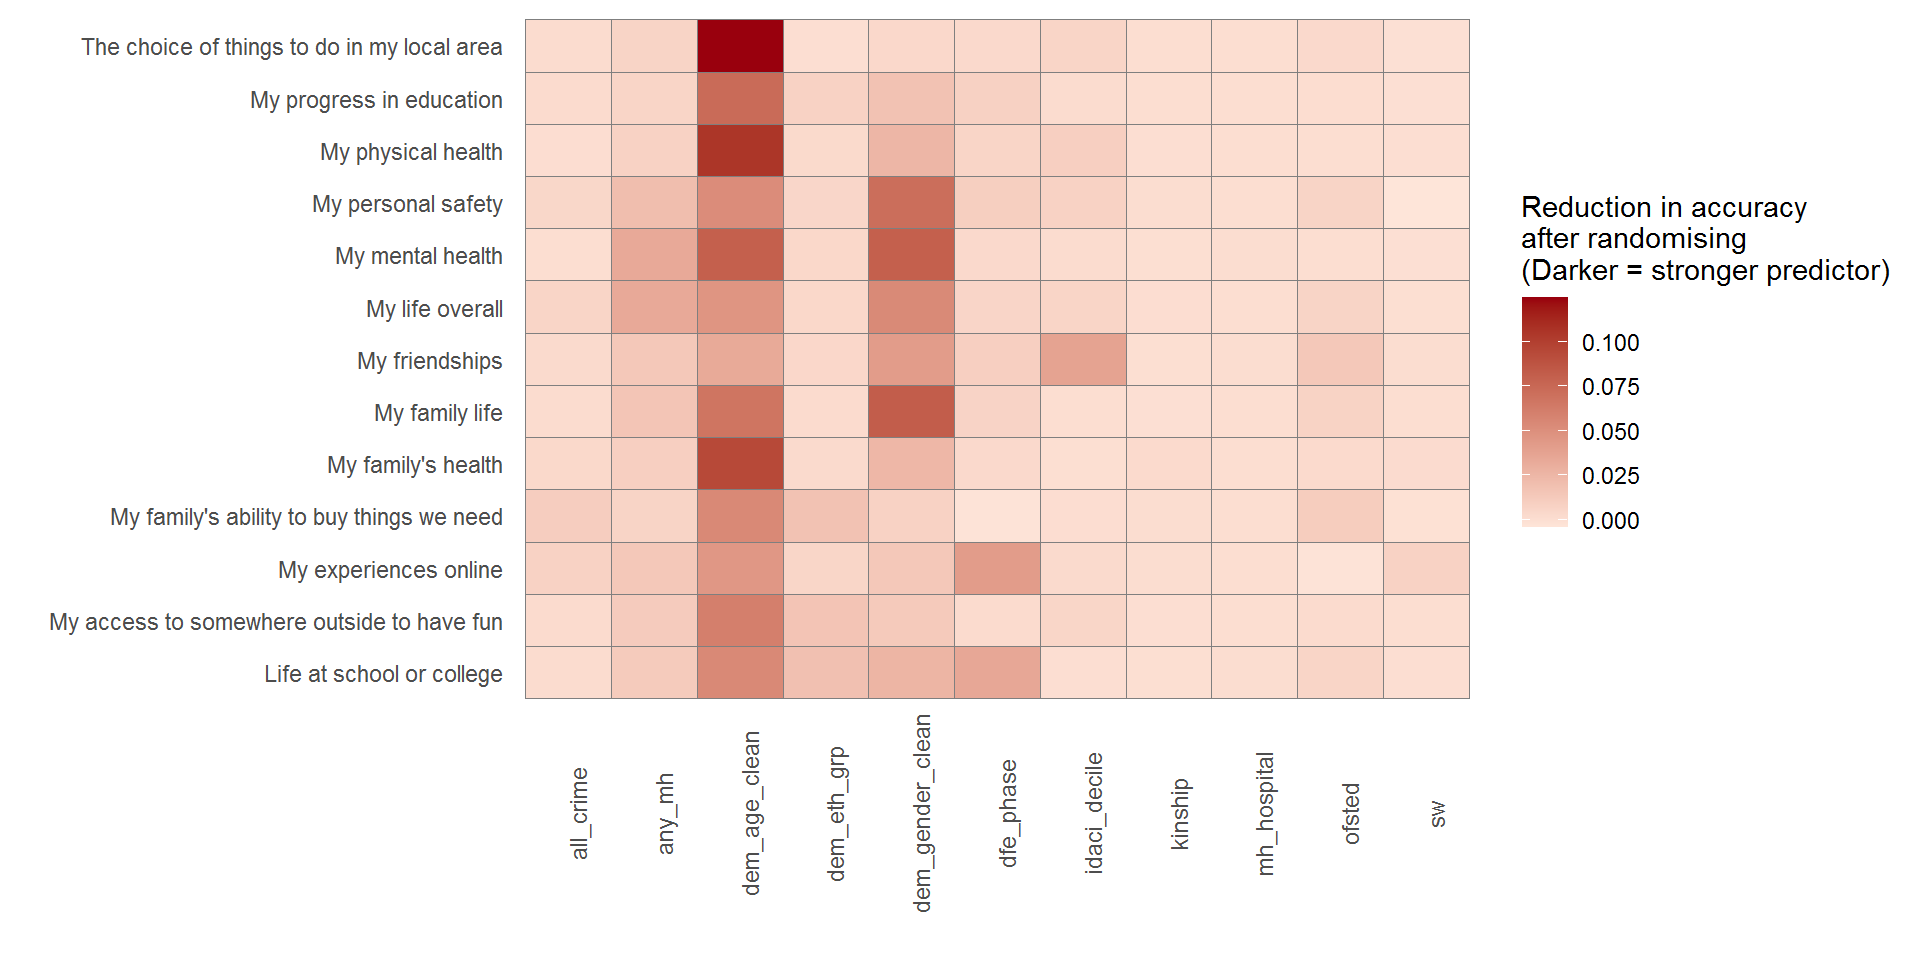 The choice of things to do in my local area
My progress in education
My physical health
My personal safety
My mental health
My life overall
My friendships
My family life
My family's health
My family's ability to buy things we need
My experiences online
My access to somewhere outside to have fun
Life at school or college
all_crime
any_mh
dem_age_clean
dem_eth_grp
dem_gender_clean
dfe_phase
idaci_decile
kinship
mh_hospital
ofsted
sw
Reduction in accuracy
after randomising
(Darker = stronger predictor)
0.100
0.075
0.050
0.025
0.000